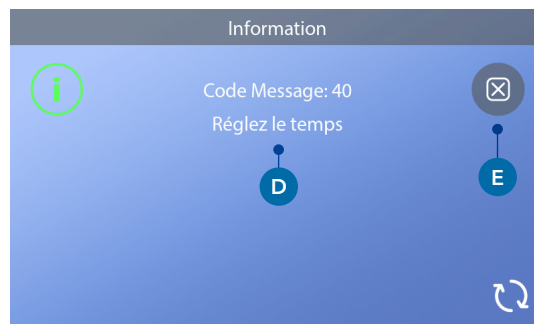 Information
Code Message: 40
Réglez le temps
D
E